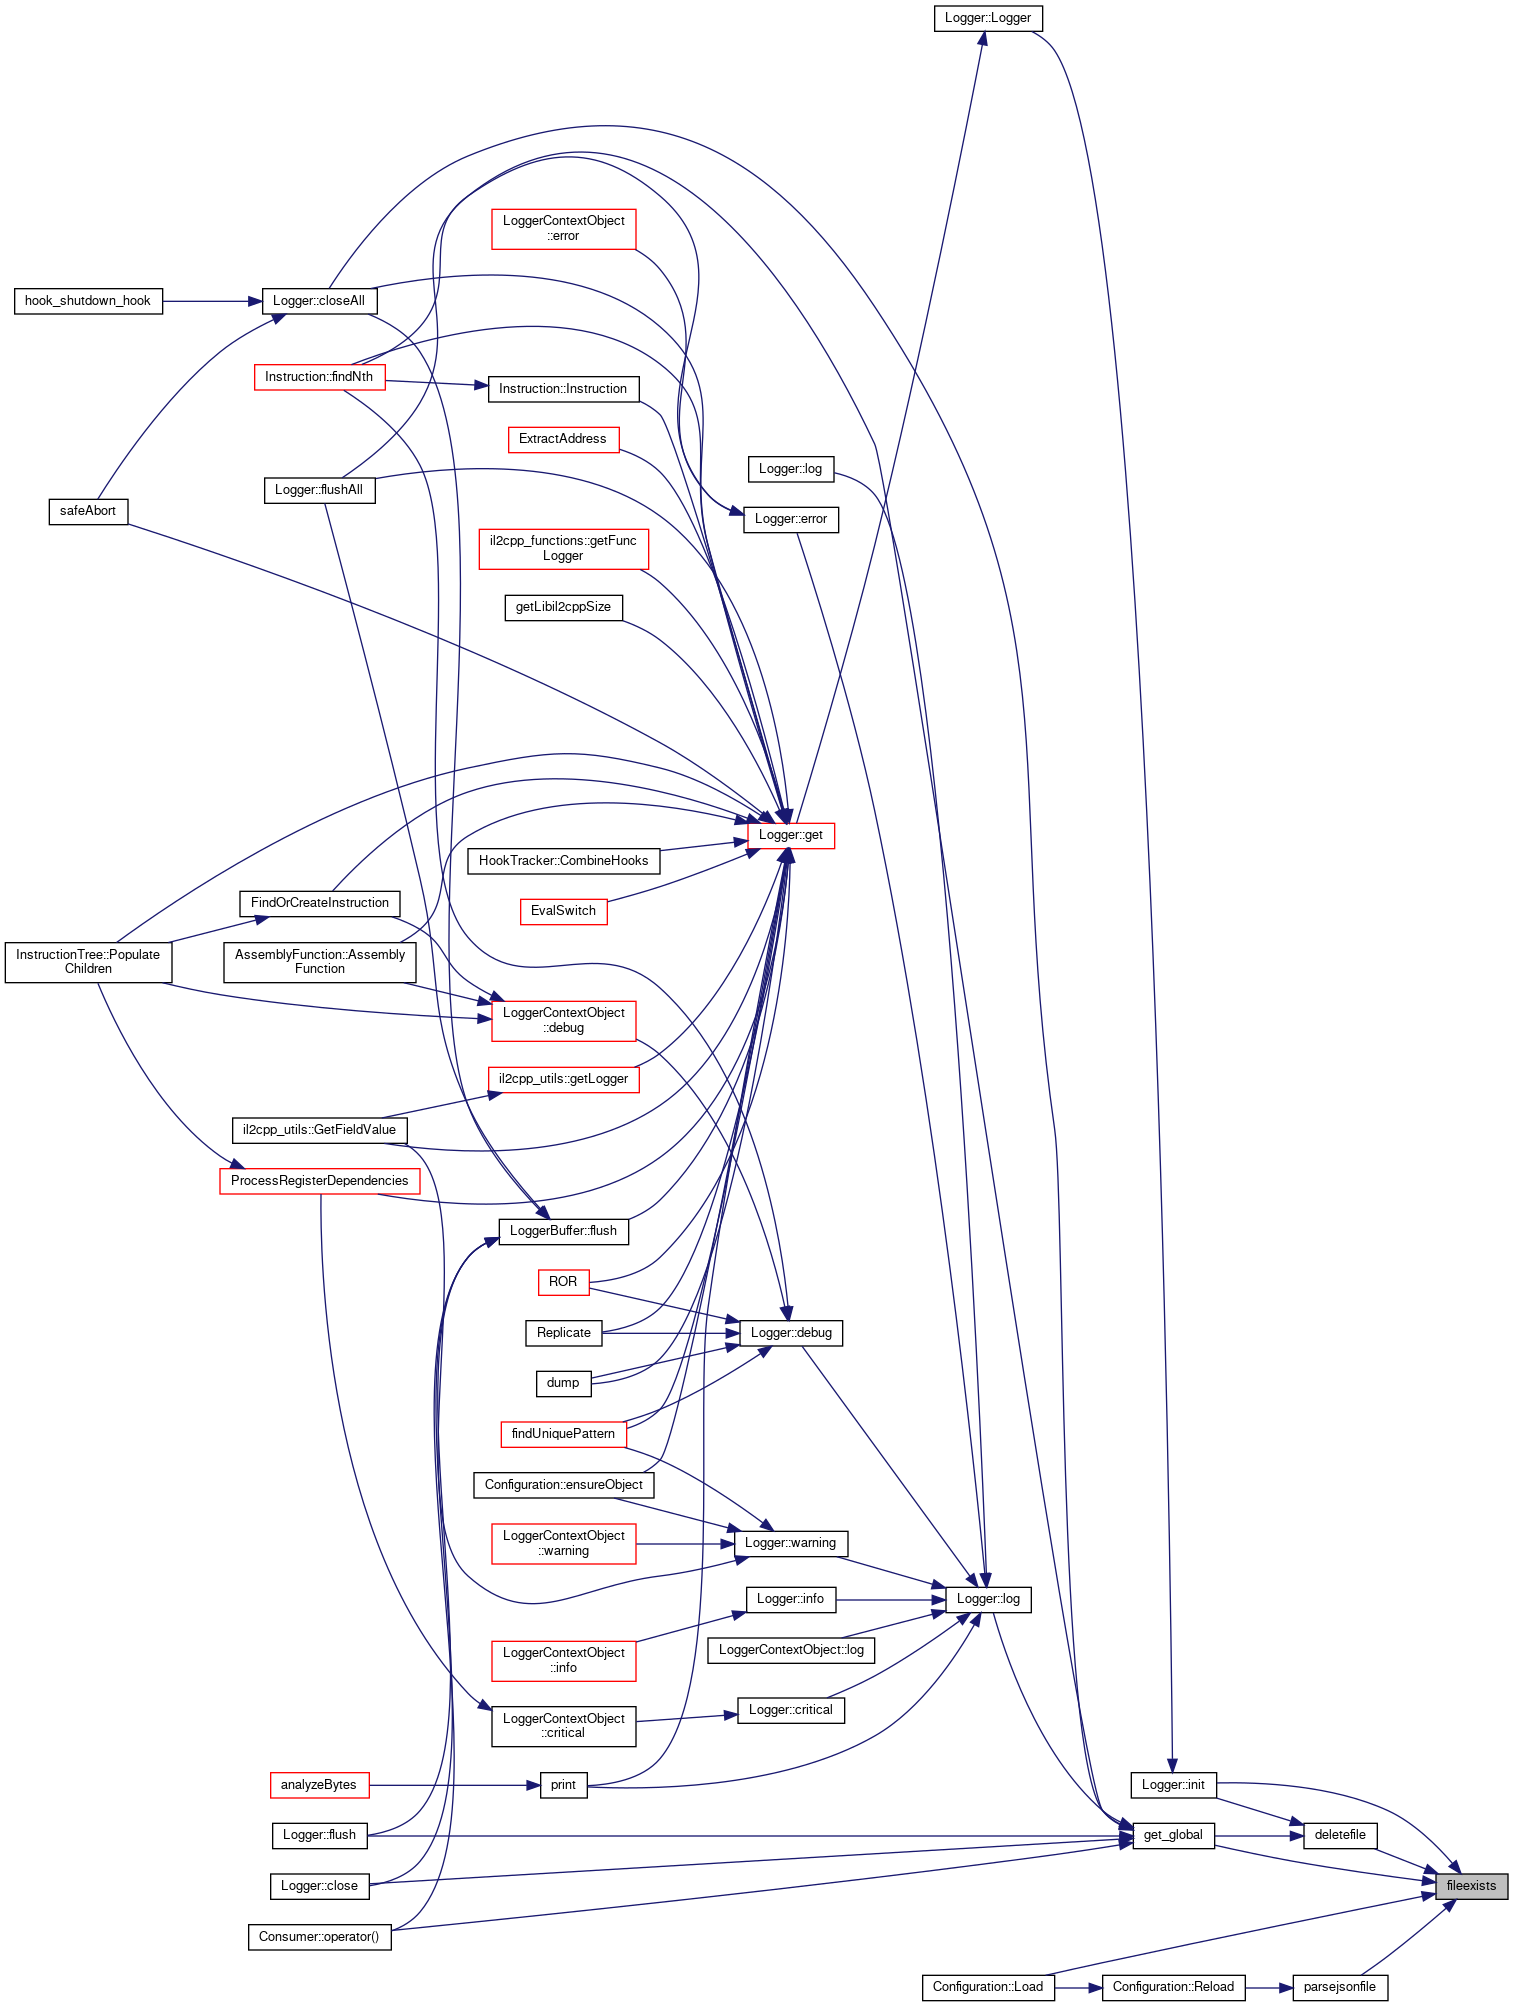 Logger::Logger
LoggerContextObject
::error
hook_shutdown_hook
Logger::closeAll
Instruction::findNth
Instruction::Instruction
ExtractAddress
Logger::log
Logger::flushAll
safeAbort
Logger::error
il2cpp_functions::getFunc
Logger
getLibil2cppSize
Logger::get
HookTracker::CombineHooks
FindOrCreateInstruction
EvalSwitch
InstructionTree::Populate
Children
AssemblyFunction::Assembly
Function
LoggerContextObject
::debug
il2cpp_utils::getLogger
il2cpp_utils::GetFieldValue
ProcessRegisterDependencies
LoggerBuffer::flush
ROR
Replicate
Logger::debug
dump
findUniquePattern
Configuration::ensureObject
LoggerContextObject
::warning
Logger::warning
Logger::info
Logger::log
LoggerContextObject
::info
LoggerContextObject::log
LoggerContextObject
::critical
Logger::critical
analyzeBytes
print
Logger::init
Logger::flush
get_global
deletefile
Logger::close
fileexists
Consumer::operator()
Configuration::Load
Configuration::Reload
parsejsonfile